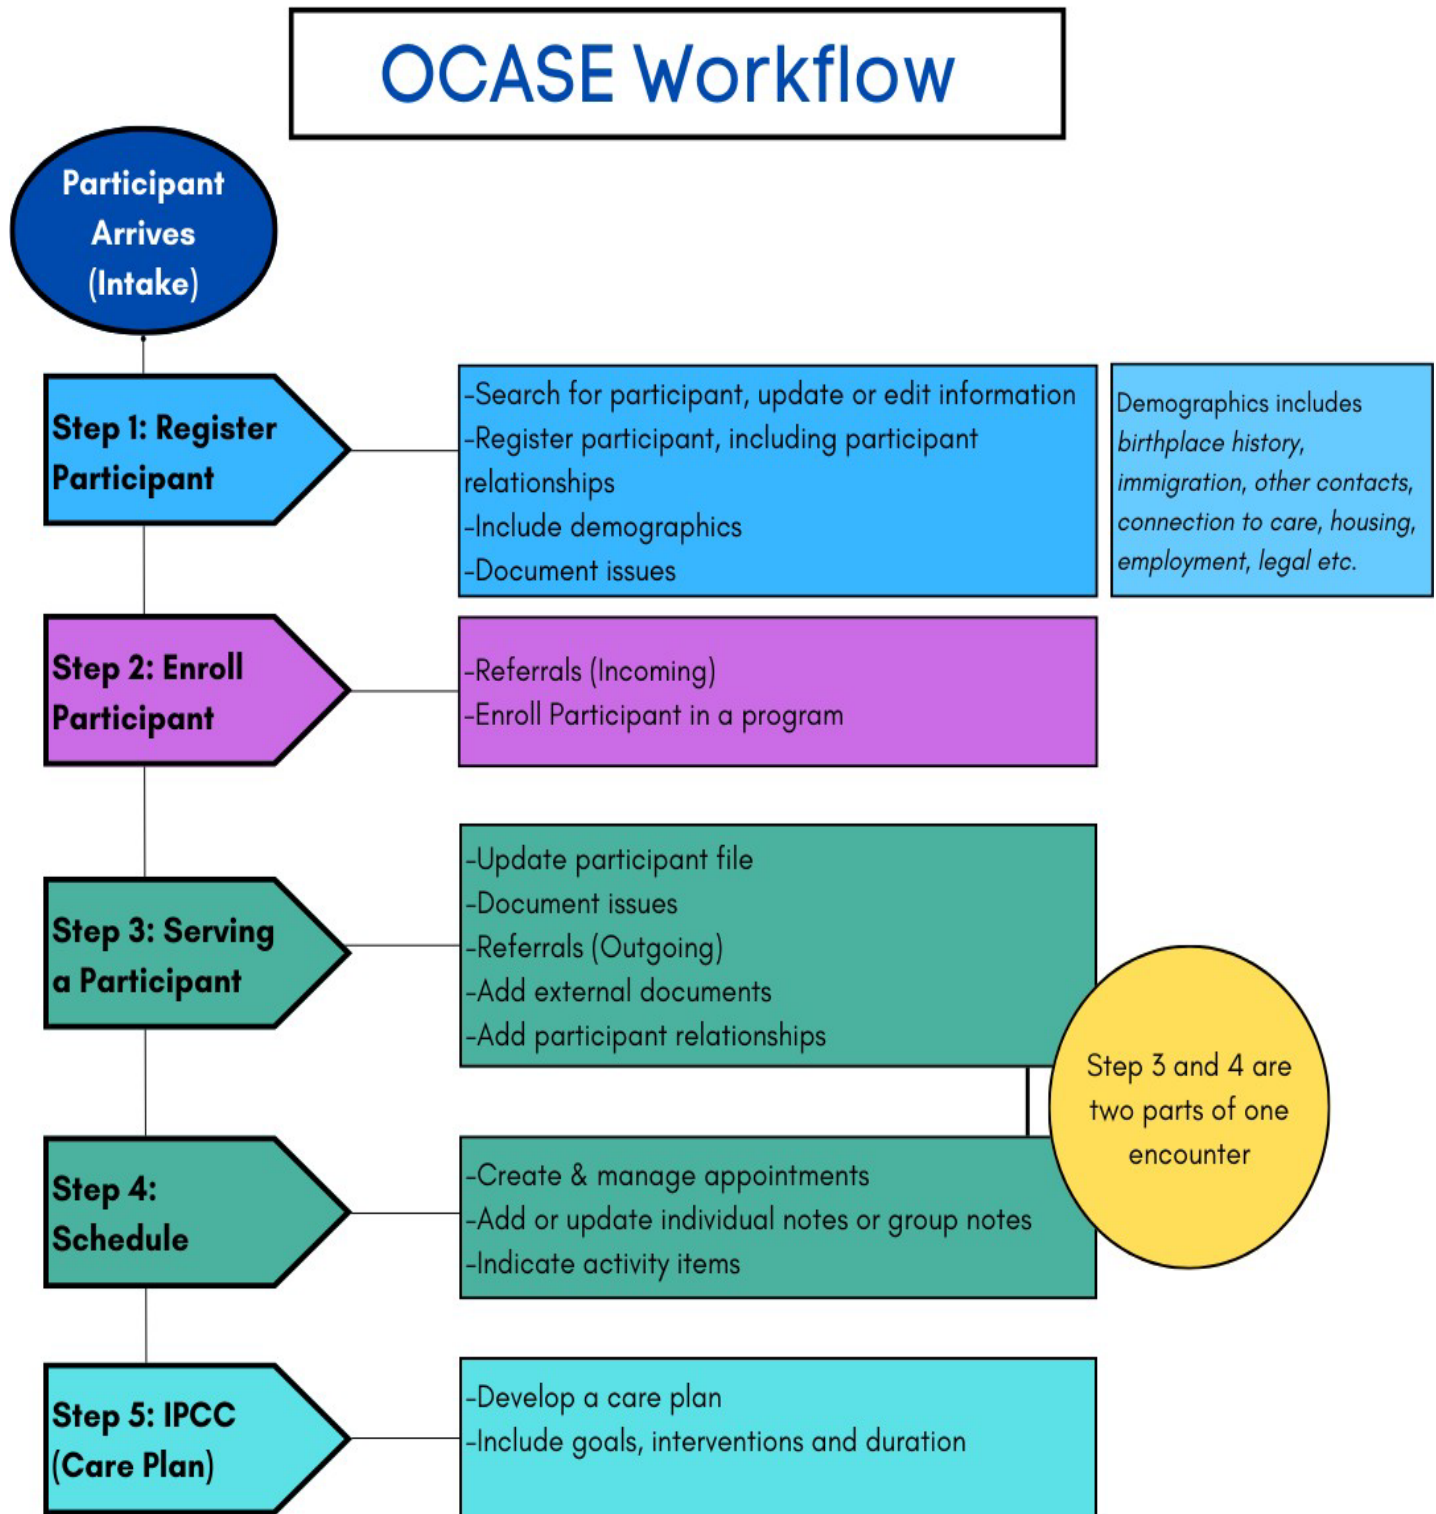 OCASE Workflow
Participant
Arrives
(Intake)
Step 1: Register
Participant
-Search for participant, update or edit information
-Register participant, including participant
relationships
-Include demographics
-Document issues
Demographics includes
birthplace history,
immigration, other contacts,
connection to care, housing,
employment, legal etc.
Step 2: Enroll
Participant
-Referrals (Incoming)
-Enroll Participant in a program
Step 3: Serving
a Participant
-Update participant file
-Document issues
-Referrals (Outgoing)
-Add external documents
-Add participant relationships
Step 3 and 4 are
two parts of one
encounter
Step 4:
Schedule
-Create & manage appointments
-Add or update individual notes or group notes
-Indicate activity items
Step 5: IPCC
(Care Plan)
-Develop a care plan
-Include goals, interventions and duration